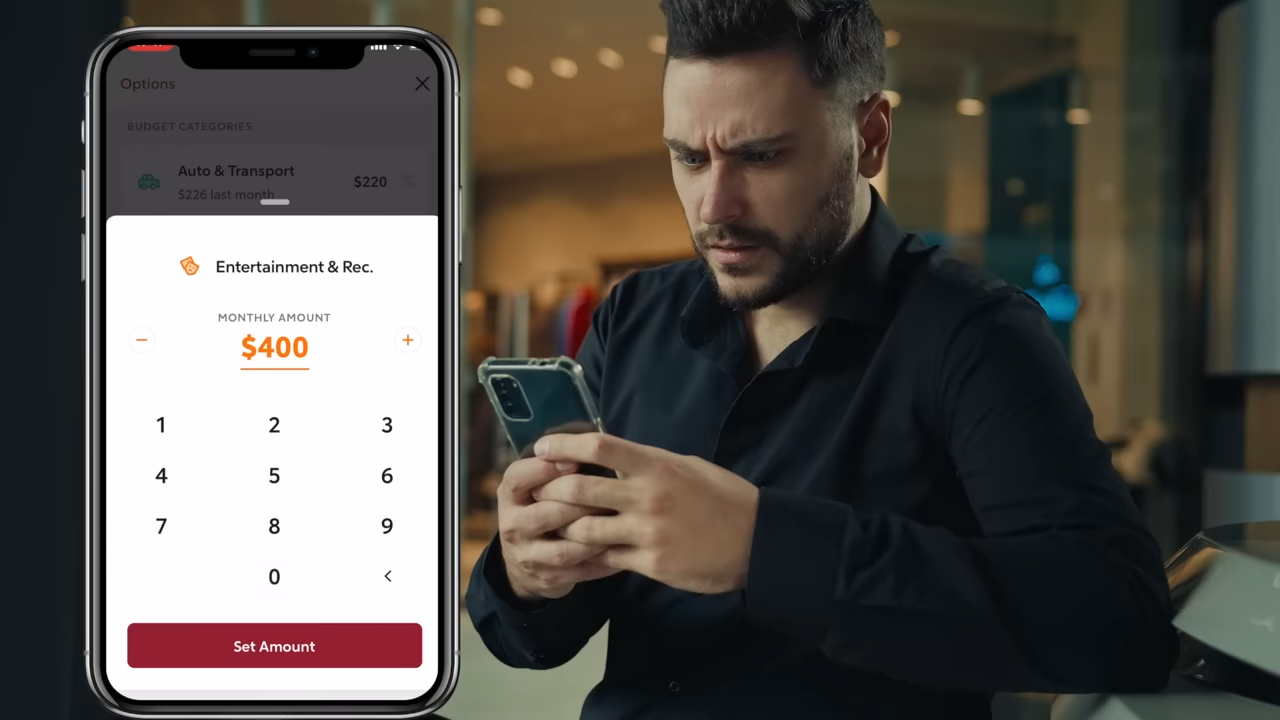 Options
BUDGET CATEGORIES
Auto & Transport
$226 last month
$220
Entertainment & Rec.
MONTHLY AMOUNT
− $400 +
1 2 3
4 5 6
7 8 9
0 <
Set Amount